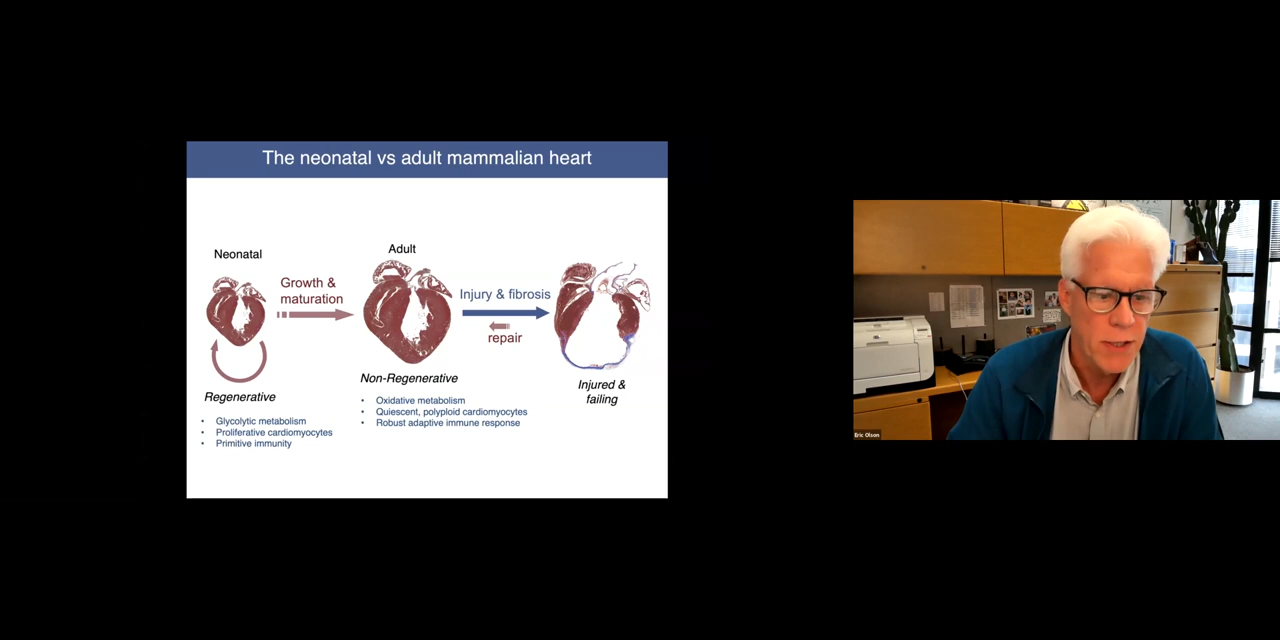 The neonatal vs adult mammalian heart
Neonatal
Adult
Growth &
maturation
Injury & fibrosis
repair
Regenerative
Non-Regenerative
Injured &
failing
• Glycolytic metabolism
• Proliferative cardiomyocytes
• Primitive immunity
• Oxidative metabolism
• Quiescent, polyploid cardiomyocytes
• Robust adaptive immune response
Eric Olson